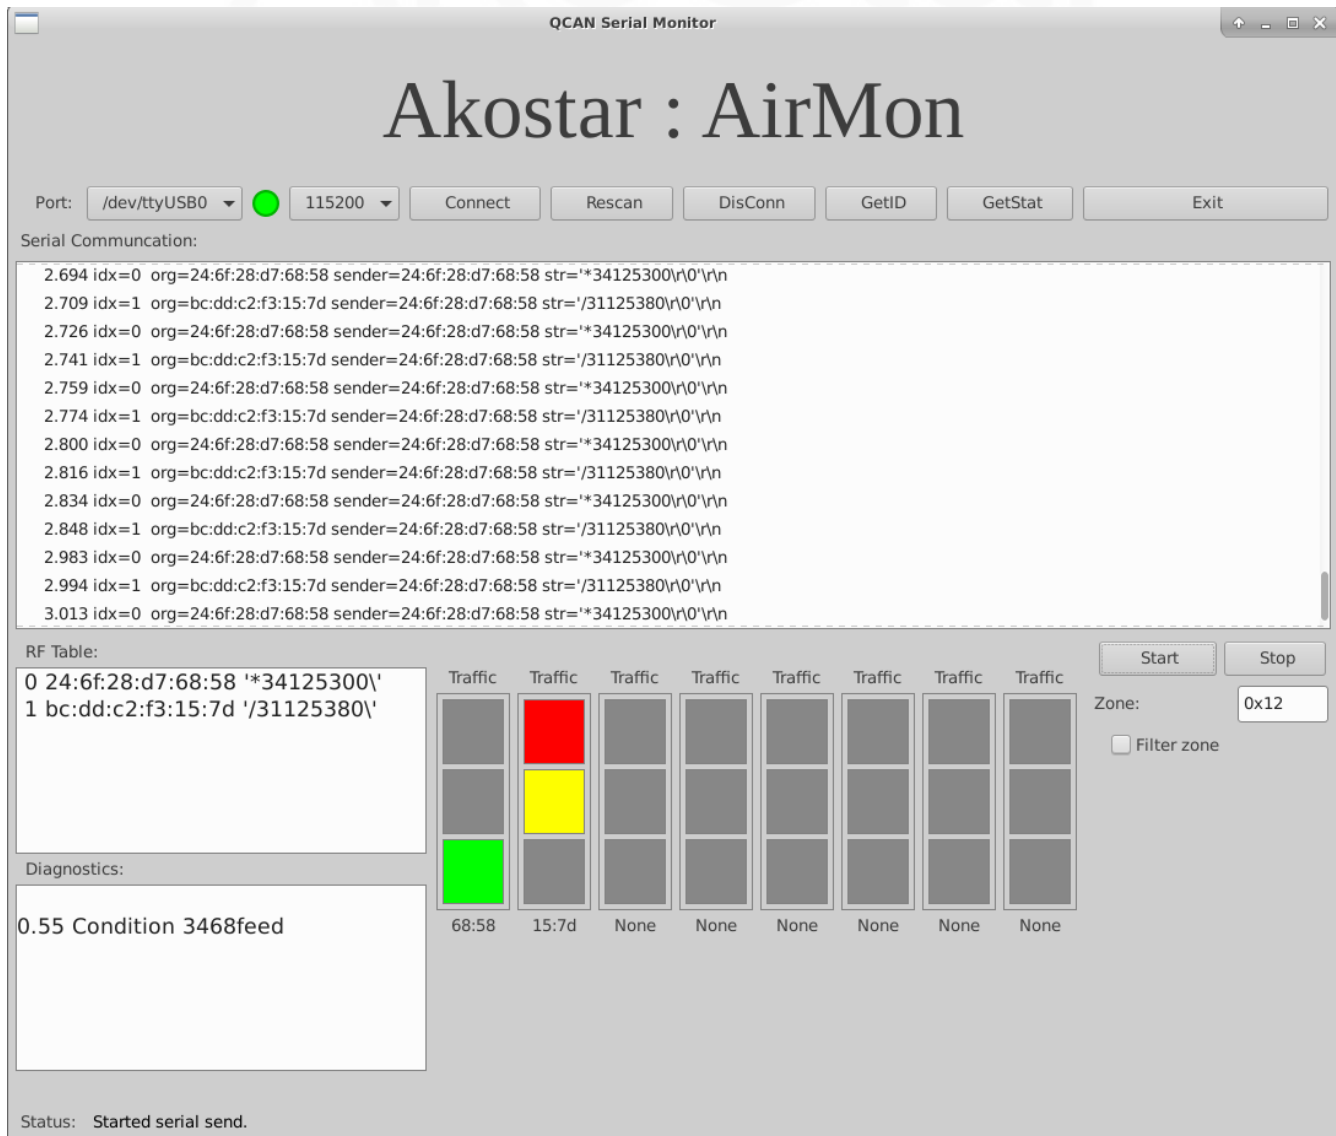 QCAN Serial Monitor
Akostar : AirMon
Port: /dev/ttyUSB0 115200 Connect Rescan DisConn GetID GetStat Exit
Serial Communcation:
2.694 idx=0 org=24:6f:28:d7:68:58 sender=24:6f:28:d7:68:58 str='*34125300\r\0'\r\n
2.709 idx=1 org=bc:dd:c2:f3:15:7d sender=24:6f:28:d7:68:58 str='/31125380\r\0'\r\n
2.726 idx=0 org=24:6f:28:d7:68:58 sender=24:6f:28:d7:68:58 str='*34125300\r\0'\r\n
2.741 idx=1 org=bc:dd:c2:f3:15:7d sender=24:6f:28:d7:68:58 str='/31125380\r\0'\r\n
2.759 idx=0 org=24:6f:28:d7:68:58 sender=24:6f:28:d7:68:58 str='*34125300\r\0'\r\n
2.774 idx=1 org=bc:dd:c2:f3:15:7d sender=24:6f:28:d7:68:58 str='/31125380\r\0'\r\n
2.800 idx=0 org=24:6f:28:d7:68:58 sender=24:6f:28:d7:68:58 str='*34125300\r\0'\r\n
2.816 idx=1 org=bc:dd:c2:f3:15:7d sender=24:6f:28:d7:68:58 str='/31125380\r\0'\r\n
2.834 idx=0 org=24:6f:28:d7:68:58 sender=24:6f:28:d7:68:58 str='*34125300\r\0'\r\n
2.848 idx=1 org=bc:dd:c2:f3:15:7d sender=24:6f:28:d7:68:58 str='/31125380\r\0'\r\n
2.983 idx=0 org=24:6f:28:d7:68:58 sender=24:6f:28:d7:68:58 str='*34125300\r\0'\r\n
2.994 idx=1 org=bc:dd:c2:f3:15:7d sender=24:6f:28:d7:68:58 str='/31125380\r\0'\r\n
3.013 idx=0 org=24:6f:28:d7:68:58 sender=24:6f:28:d7:68:58 str='*34125300\r\0'\r\n
RF Table:
0 24:6f:28:d7:68:58 '*34125300\'
1 bc:dd:c2:f3:15:7d '/31125380\'
Diagnostics:
0.55 Condition 3468feed
Traffic Traffic Traffic Traffic Traffic Traffic Traffic Traffic
68:58 15:7d None None None None None None
Start Stop
Zone: 0x12
Filter zone
Status: Started serial send.